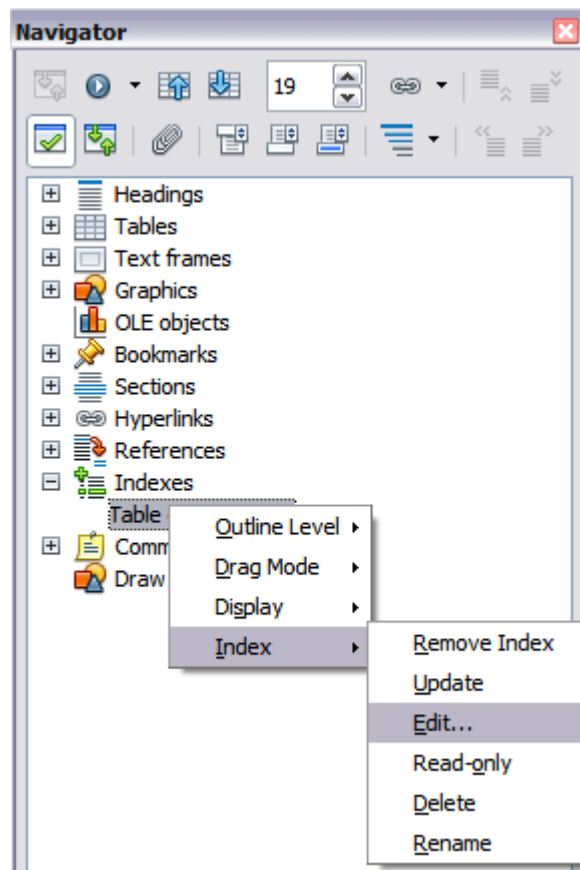 Navigator
19
Headings
Tables
Text frames
Graphics
OLE objects
Bookmarks
Sections
Hyperlinks
References
Indexes
Table
Comm
Draw
Outline Level
Drag Mode
Display
Index
Remove Index
Update
Edit...
Read-only
Delete
Rename